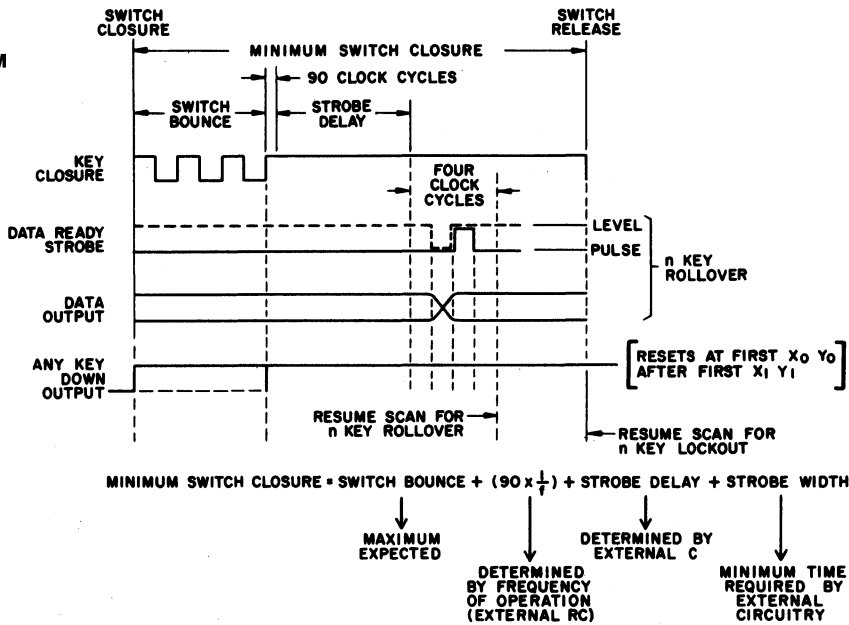 SWITCH
CLOSURE
SWITCH
RELEASE
M
MINIMUM SWITCH CLOSURE
90 CLOCK CYCLES
SWITCH
BOUNCE
STROBE
DELAY
KEY
CLOSURE
FOUR
CLOCK
CYCLES
DATA READY
STROBE
LEVEL
PULSE
n KEY
ROLLOVER
DATA
OUTPUT
ANY KEY
DOWN
OUTPUT
RESETS AT FIRST X₀ Y₀
AFTER FIRST X₁ Y₁
RESUME SCAN FOR
n KEY ROLLOVER
RESUME SCAN FOR
n KEY LOCKOUT
MINIMUM SWITCH CLOSURE = SWITCH BOUNCE + (90 x 1/f) + STROBE DELAY + STROBE WIDTH
MAXIMUM
EXPECTED
DETERMINED
BY FREQUENCY
OF OPERATION
(EXTERNAL RC)
DETERMINED BY
EXTERNAL C
MINIMUM TIME
REQUIRED BY
EXTERNAL
CIRCUITRY